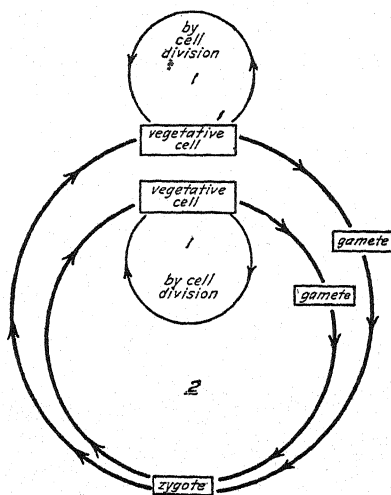 by
cell
division
1
vegetative
cell
vegetative
cell
gamete
1
gamete
by cell
division
2
zygote